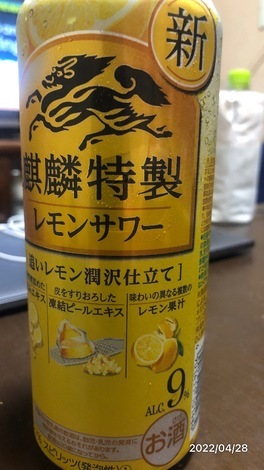 新
麒麟特製
レモンサワー
追いレモン潤沢仕立て]
皮をすりおろした
凍結ピールエキス
味わいの異なる複数の
レモン果汁
ALC.9%
お酒
2022/04/28